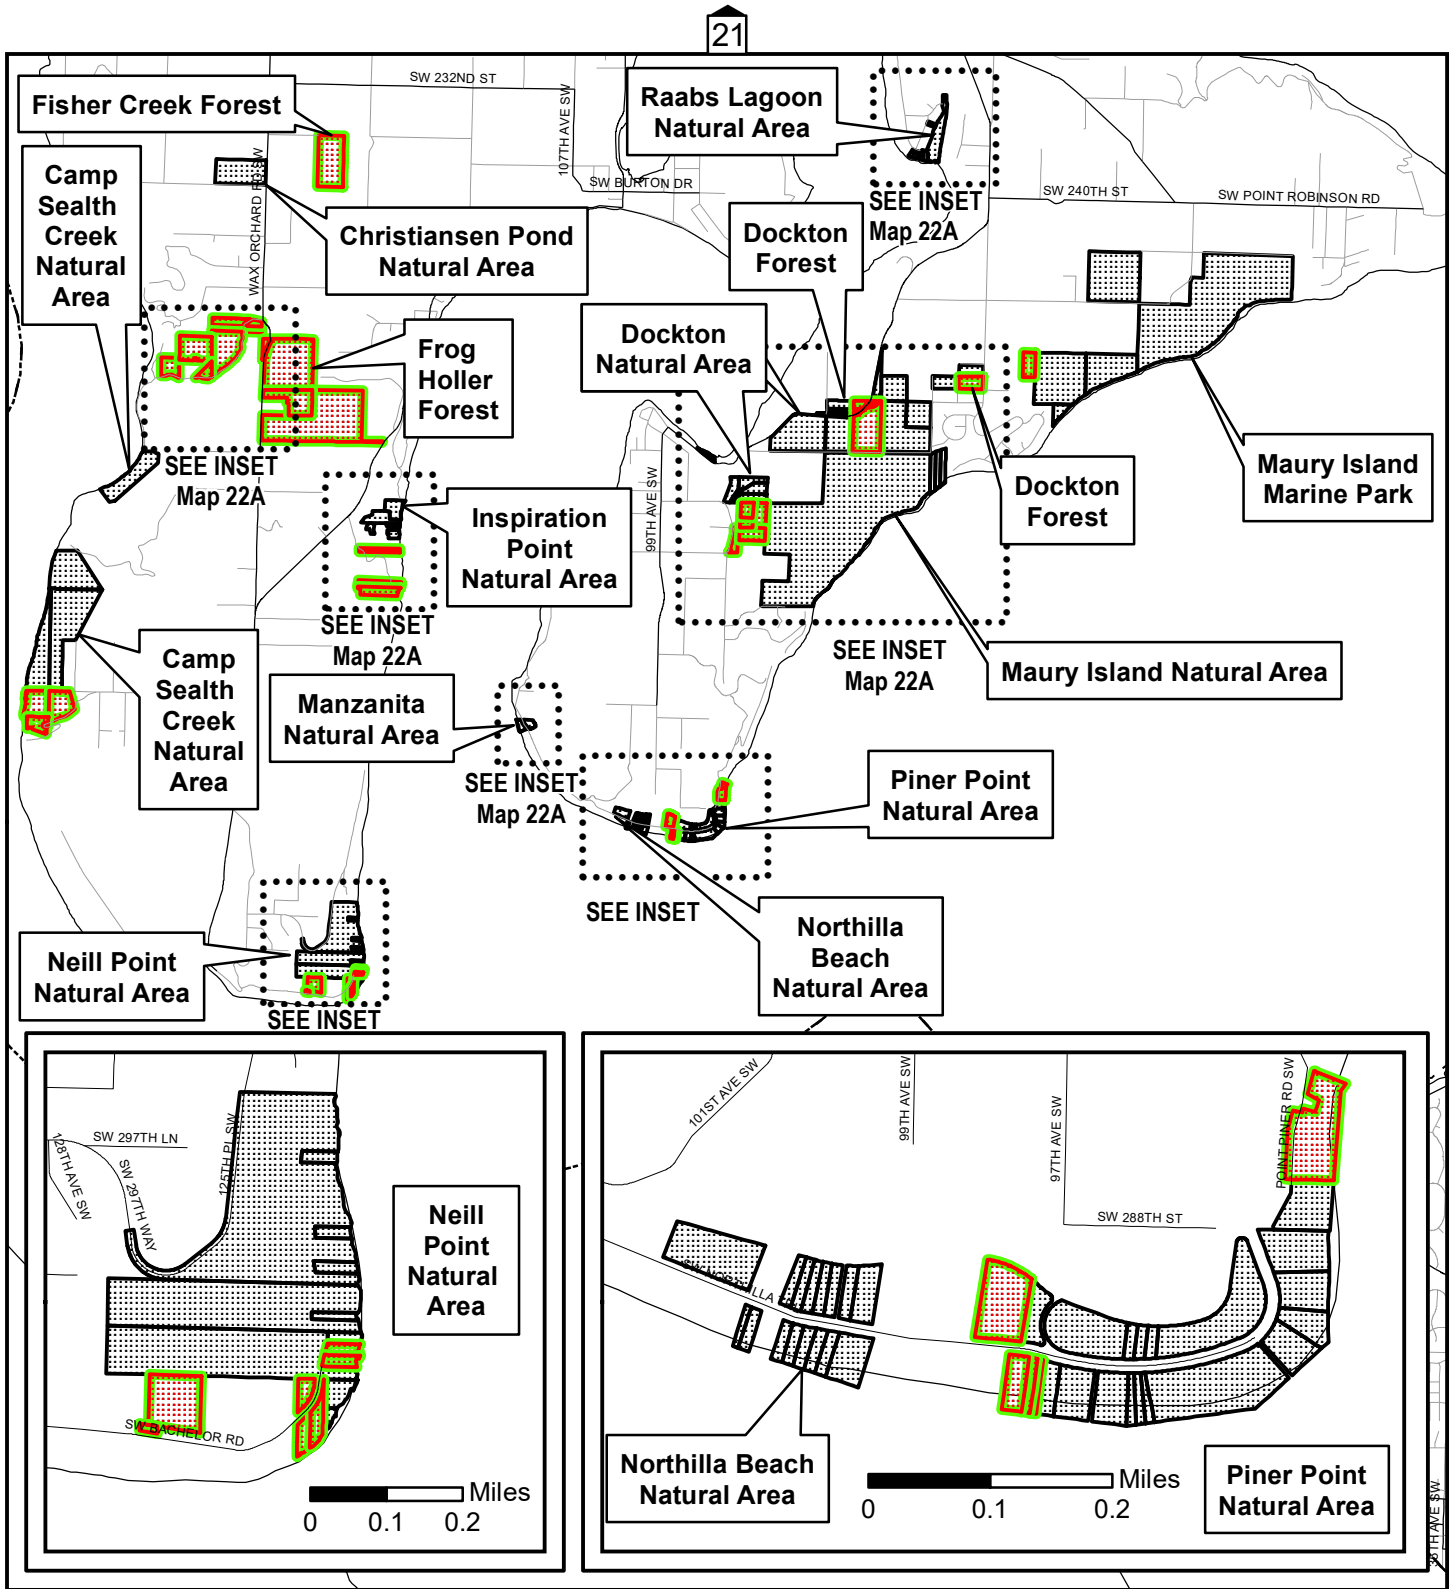 21
SW 232ND ST
Fisher Creek Forest
107TH AVE SW
Raabs Lagoon
Natural Area
Camp
Sealth
Creek
Natural
Area
WAX ORCHARD RD SW
SW BURTON DR
SW 240TH ST
SW POINT ROBINSON RD
SEE INSET
Map 22A
Christiansen Pond
Natural Area
Dockton
Forest
Dockton
Natural Area
Frog
Holler
Forest
SEE INSET
Map 22A
Maury Island
Marine Park
Dockton
Forest
99TH AVE SW
Inspiration
Point
Natural Area
SEE INSET
Map 22A
SEE INSET
Map 22A
Maury Island Natural Area
Camp
Sealth
Creek
Natural
Area
Manzanita
Natural Area
SEE INSET
Map 22A
Piner Point
Natural Area
SEE INSET
Northilla
Beach
Natural Area
Neill Point
Natural Area
SEE INSET
SW 297TH LN
128TH AVE SW
SW 297TH WAY
125TH PL SW
Neill
Point
Natural
Area
SW BACHELOR RD
Miles
0 0.1 0.2
101ST AVE SW
99TH AVE SW
97TH AVE SW
POINT PINER RD SW
SW 288TH ST
SW NORTHILLA
Northilla Beach
Natural Area
Miles
0 0.1 0.2
Piner Point
Natural Area